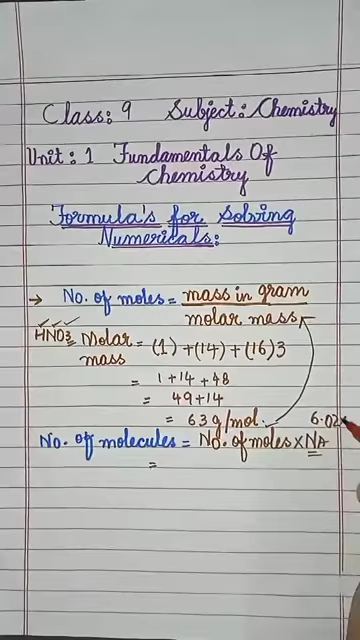 Class: 9 Subject: Chemistry
Unit: 1 Fundamentals Of
Chemistry
Formula's for Solving
Numericals:
→ No. of moles = mass in gram
molar mass
HNO3 = Molar mass = (1) + (14) + (16)3
= 1 + 14 + 48
= 49 + 14
= 63 g/mol.
6.02×
No. of molecules = No. of moles × NA
=